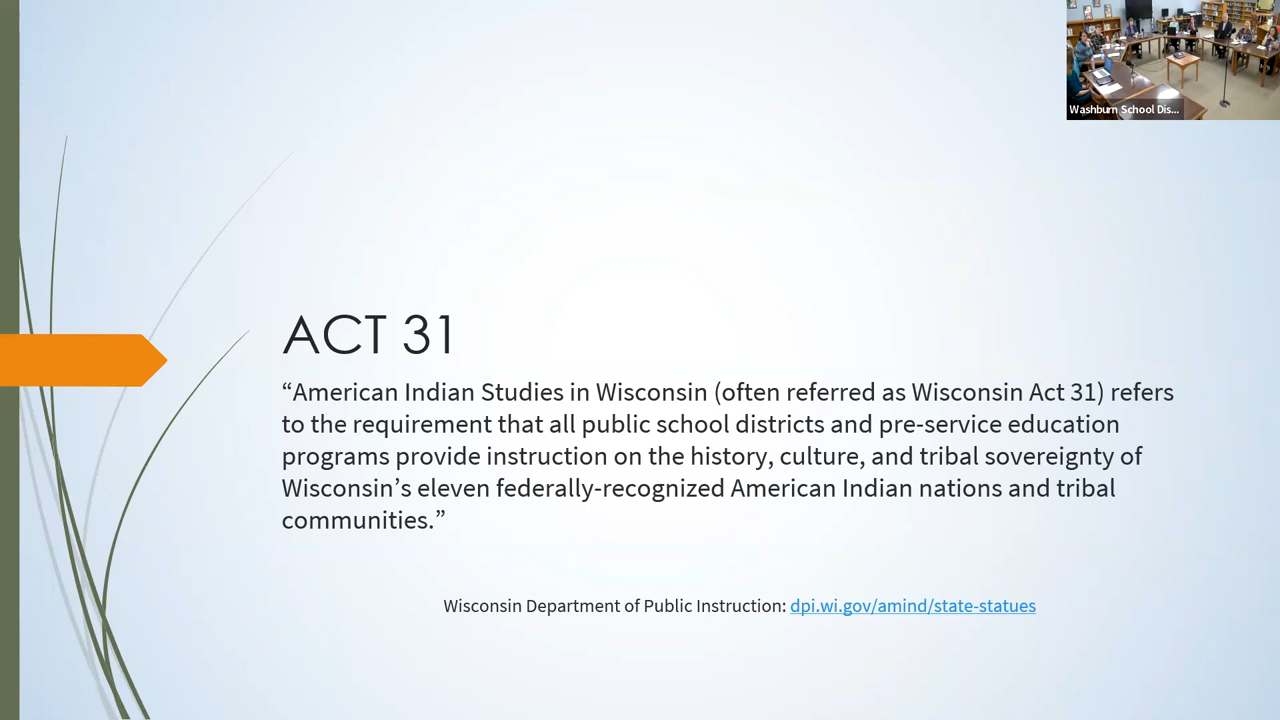 Washburn School Dis...
ACT 31
“American Indian Studies in Wisconsin (often referred as Wisconsin Act 31) refers
to the requirement that all public school districts and pre-service education
programs provide instruction on the history, culture, and tribal sovereignty of
Wisconsin’s eleven federally-recognized American Indian nations and tribal
communities.”
Wisconsin Department of Public Instruction: dpi.wi.gov/amind/state-statues